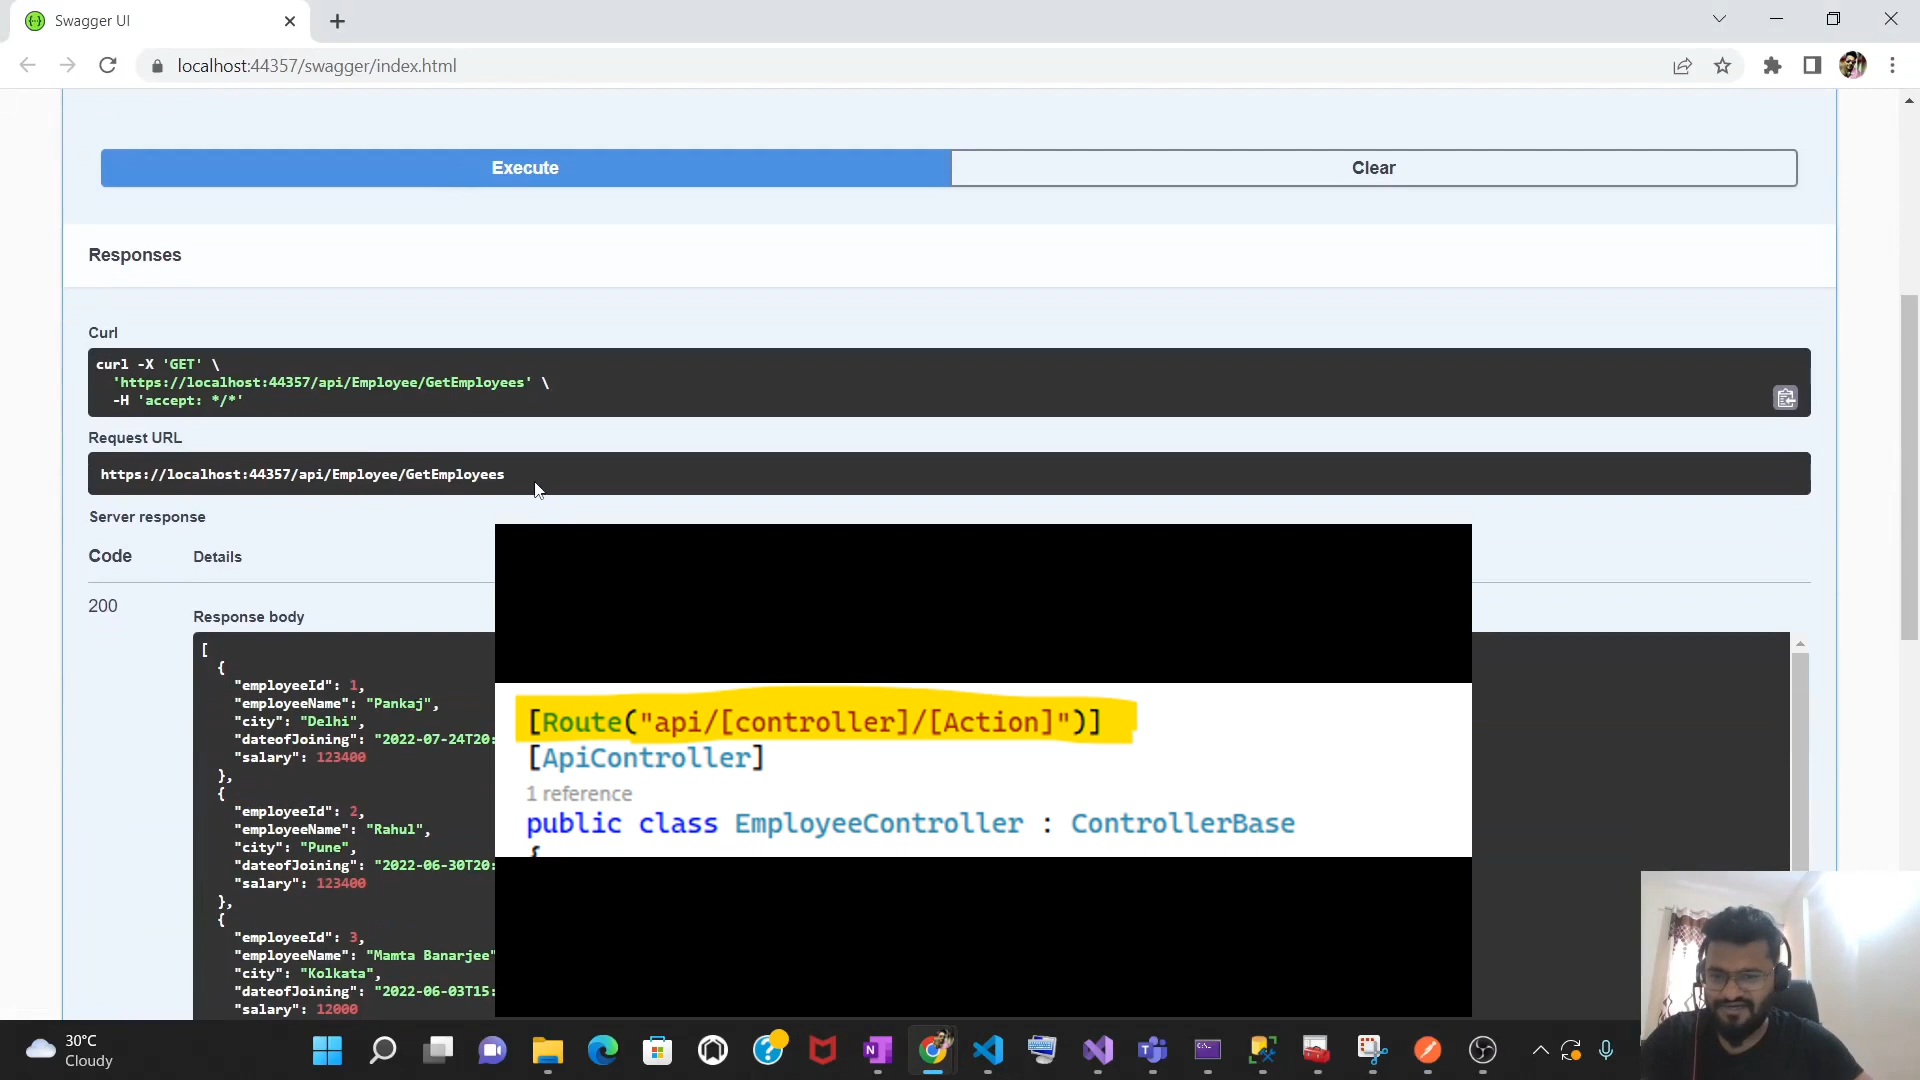 Swagger UI
localhost:44357/swagger/index.html
Execute
Clear
Responses
Curl
curl -X 'GET' \
'https://localhost:44357/api/Employee/GetEmployees' \
-H 'accept: */*'
Request URL
https://localhost:44357/api/Employee/GetEmployees
Server response
Code Details
200
Response body
[
{
"employeeId": 1,
"employeeName": "Pankaj",
"city": "Delhi",
"dateofJoining": "2022-07-24T20:
"salary": 123400
},
{
"employeeId": 2,
"employeeName": "Rahul",
"city": "Pune",
"dateofJoining": "2022-06-30T20:
"salary": 123400
},
{
"employeeId": 3,
"employeeName": "Mamta Banarjee"
"city": "Kolkata",
"dateofJoining": "2022-06-03T15:
"salary": 12000
[Route("api/[controller]/[Action]")]
[ApiController]
1 reference
public class EmployeeController : ControllerBase
{
30°C
Cloudy